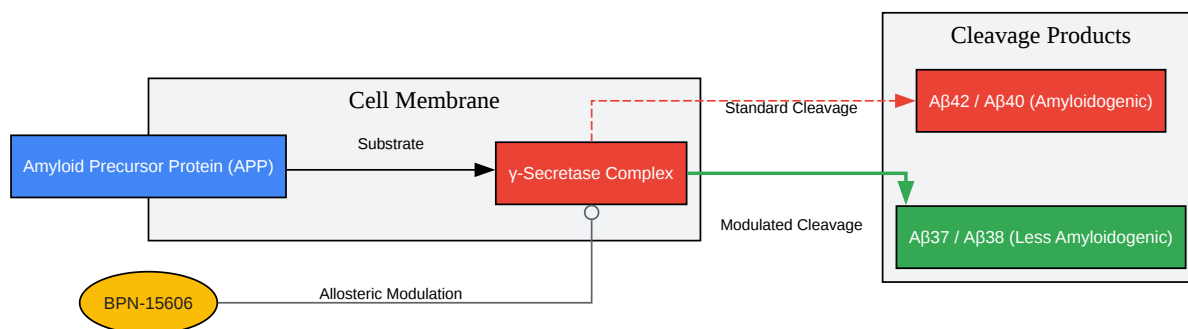 Cleavage Products
Cell Membrane
Aβ42 / Aβ40 (Amyloidogenic)
Standard Cleavage
Substrate
Amyloid Precursor Protein (APP)
γ-Secretase Complex
Modulated Cleavage
Aβ37 / Aβ38 (Less Amyloidogenic)
Allosteric Modulation
BPN-15606